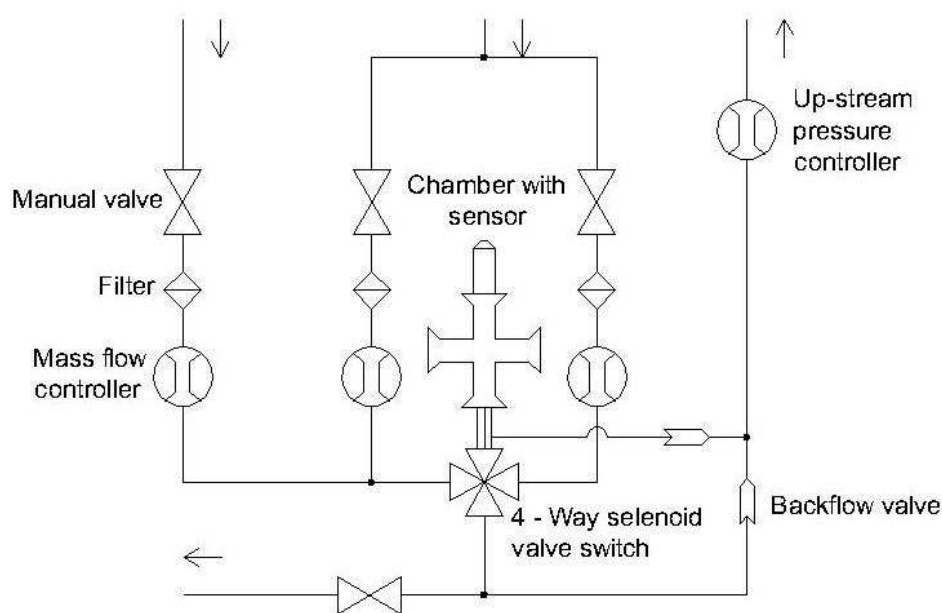 Up-stream
pressure
controller
Manual valve
Chamber with
sensor
Filter
Mass flow
controller
4 - Way selenoid
valve switch
Backflow valve